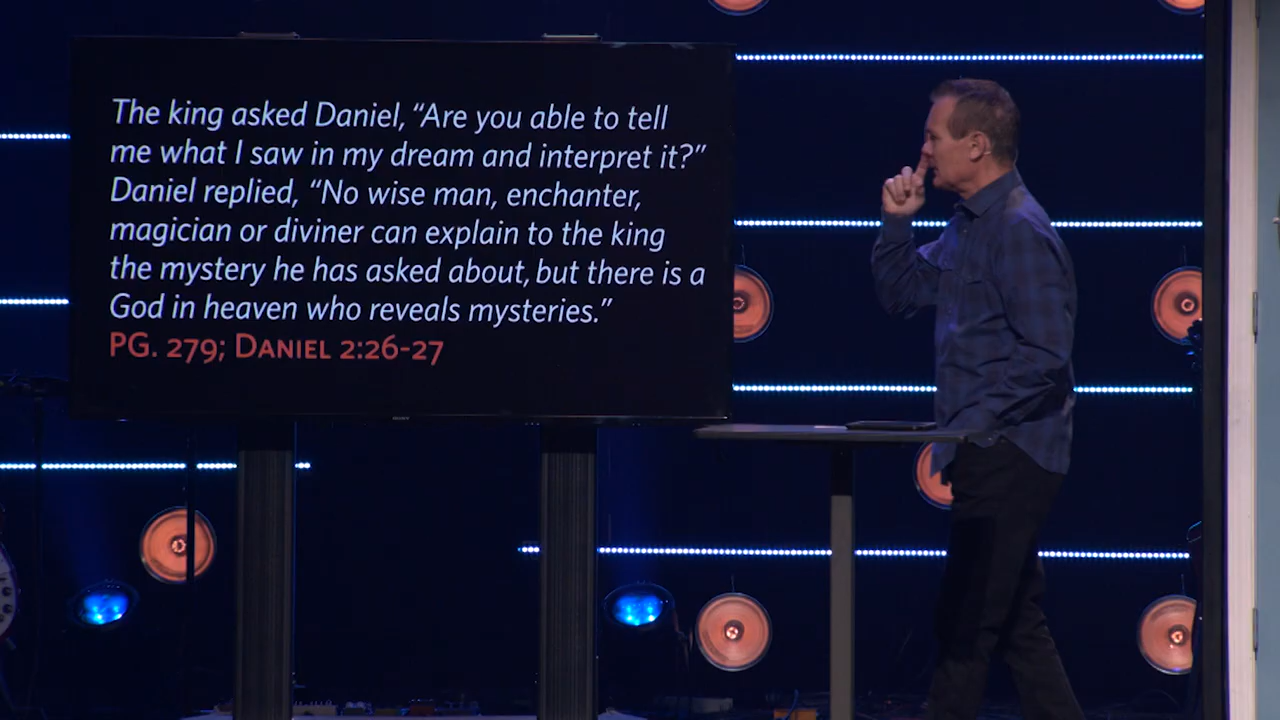 The king asked Daniel, “Are you able to tell
me what I saw in my dream and interpret it?”
Daniel replied, “No wise man, enchanter,
magician or diviner can explain to the king
the mystery he has asked about, but there is a
God in heaven who reveals mysteries.”
PG. 279; DANIEL 2:26-27
SONY